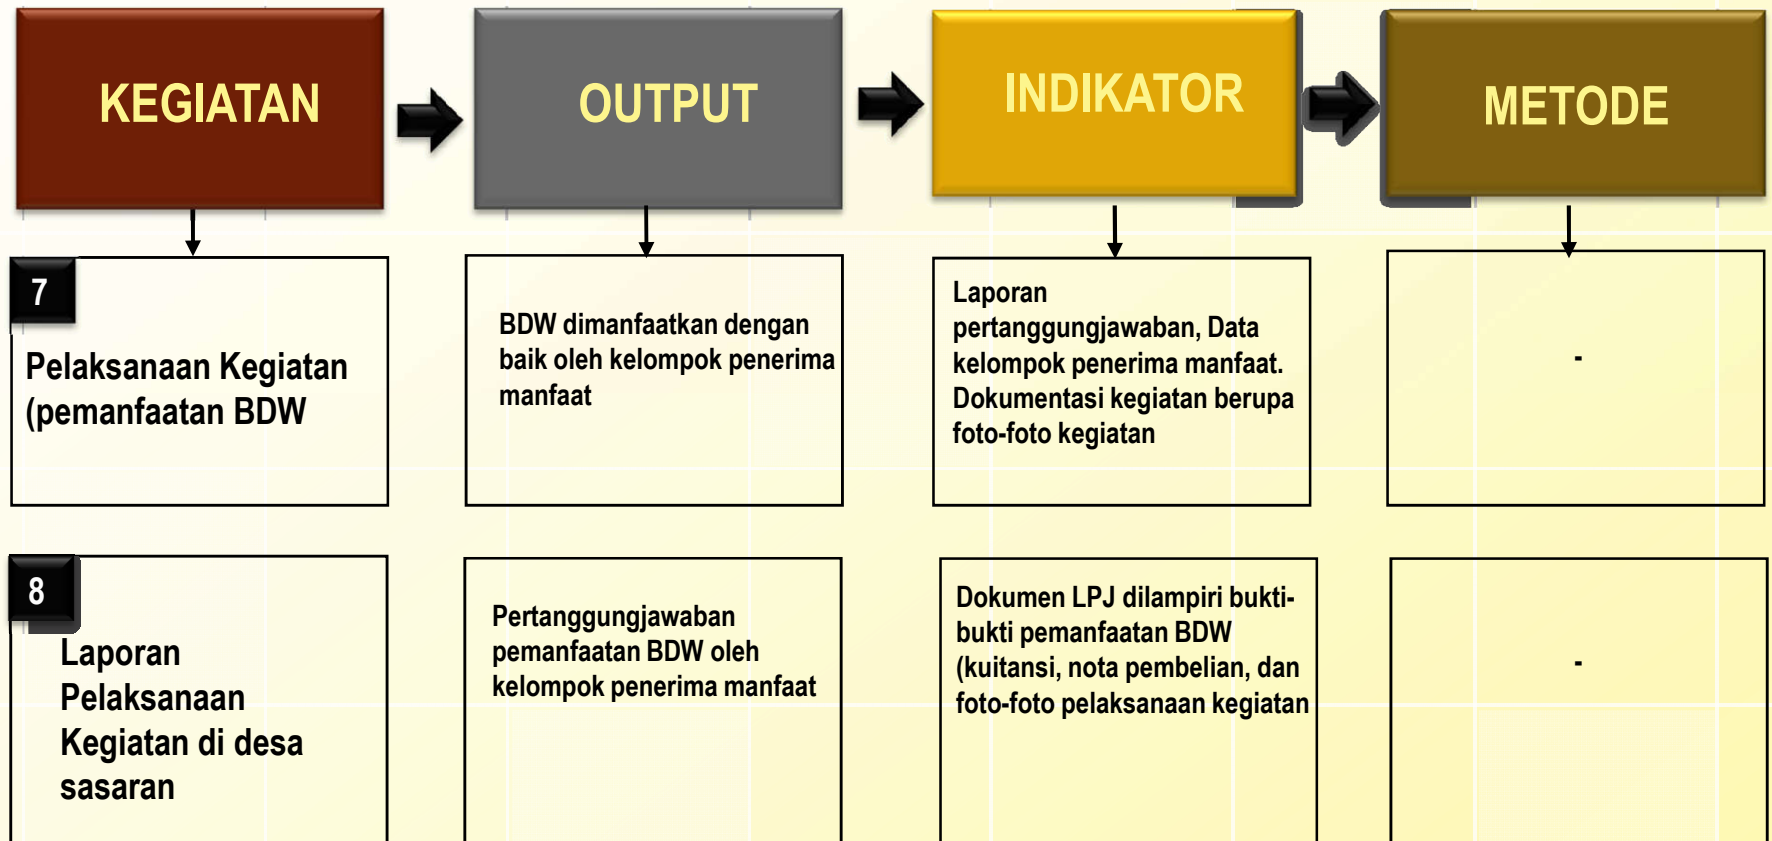 KEGIATAN
OUTPUT
INDIKATOR
METODE
7
Pelaksanaan Kegiatan
(pemanfaatan BDW
BDW dimanfaatkan dengan
baik oleh kelompok penerima
manfaat
Laporan
pertanggungjawaban, Data
kelompok penerima manfaat.
Dokumentasi kegiatan berupa
foto-foto kegiatan
-
8
Laporan
Pelaksanaan
Kegiatan di desa
sasaran
Pertanggungjawaban
pemanfaatan BDW oleh
kelompok penerima manfaat
Dokumen LPJ dilampiri bukti-
bukti pemanfaatan BDW
(kuitansi, nota pembelian, dan
foto-foto pelaksanaan kegiatan
-